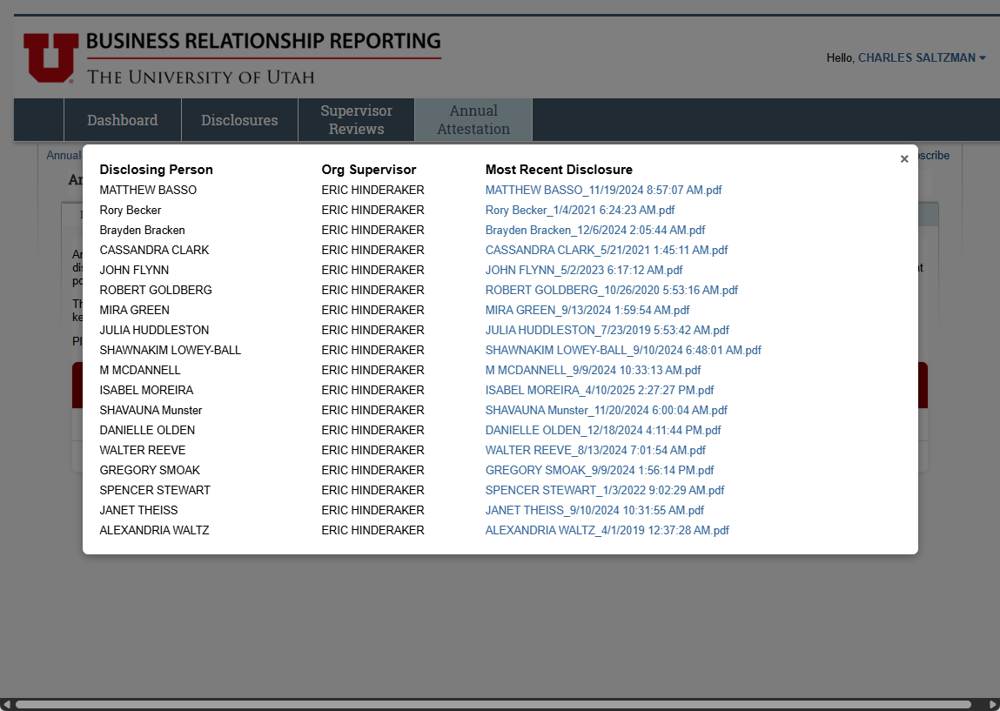 BUSINESS RELATIONSHIP REPORTING
THE UNIVERSITY OF UTAH
Hello, CHARLES SALTZMAN
Dashboard
Disclosures
Supervisor
Reviews
Annual
Attestation
Annual
×
Disclosing Person Org Supervisor Most Recent Disclosure
MATTHEW BASSO ERIC HINDERAKER MATTHEW BASSO_11/19/2024 8:57:07 AM.pdf
Rory Becker ERIC HINDERAKER Rory Becker_1/4/2021 6:24:23 AM.pdf
Brayden Bracken ERIC HINDERAKER Brayden Bracken_12/6/2024 2:05:44 AM.pdf
CASSANDRA CLARK ERIC HINDERAKER CASSANDRA CLARK_5/21/2021 1:45:11 AM.pdf
JOHN FLYNN ERIC HINDERAKER JOHN FLYNN_5/2/2023 6:17:12 AM.pdf
ROBERT GOLDBERG ERIC HINDERAKER ROBERT GOLDBERG_10/26/2020 5:53:16 AM.pdf
MIRA GREEN ERIC HINDERAKER MIRA GREEN_9/13/2024 1:59:54 AM.pdf
JULIA HUDDLESTON ERIC HINDERAKER JULIA HUDDLESTON_7/23/2019 5:53:42 AM.pdf
SHAWNAKIM LOWEY-BALL ERIC HINDERAKER SHAWNAKIM LOWEY-BALL_9/10/2024 6:48:01 AM.pdf
M MCDANNELL ERIC HINDERAKER M MCDANNELL_9/9/2024 10:33:13 AM.pdf
ISABEL MOREIRA ERIC HINDERAKER ISABEL MOREIRA_4/10/2025 2:27:27 PM.pdf
SHAVAUNA Munster ERIC HINDERAKER SHAVAUNA Munster_11/20/2024 6:00:04 AM.pdf
DANIELLE OLDEN ERIC HINDERAKER DANIELLE OLDEN_12/18/2024 4:11:44 PM.pdf
WALTER REEVE ERIC HINDERAKER WALTER REEVE_8/13/2024 7:01:54 AM.pdf
GREGORY SMOAK ERIC HINDERAKER GREGORY SMOAK_9/9/2024 1:56:14 PM.pdf
SPENCER STEWART ERIC HINDERAKER SPENCER STEWART_1/3/2022 9:02:29 AM.pdf
JANET THEISS ERIC HINDERAKER JANET THEISS_9/10/2024 10:31:55 AM.pdf
ALEXANDRIA WALTZ ERIC HINDERAKER ALEXANDRIA WALTZ_4/1/2019 12:37:28 AM.pdf